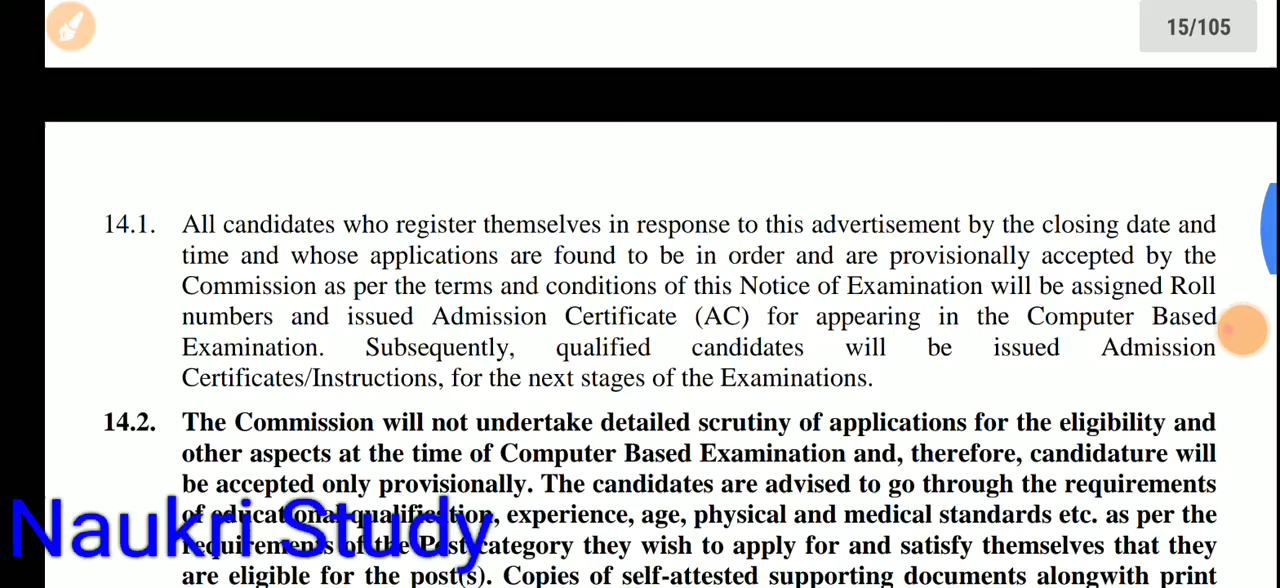 15/105
14.1. All candidates who register themselves in response to this advertisement by the closing date and
time and whose applications are found to be in order and are provisionally accepted by the
Commission as per the terms and conditions of this Notice of Examination will be assigned Roll
numbers and issued Admission Certificate (AC) for appearing in the Computer Based
Examination. Subsequently, qualified candidates will be issued Admission
Certificates/Instructions, for the next stages of the Examinations.
14.2. The Commission will not undertake detailed scrutiny of applications for the eligibility and
other aspects at the time of Computer Based Examination and, therefore, candidature will
be accepted only provisionally. The candidates are advised to go through the requirements
of educational qualification, experience, age, physical and medical standards etc. as per the
requirements of the Post category they wish to apply for and satisfy themselves that they
are eligible for the post(s). Copies of self-attested supporting documents alongwith print
Naukri Study